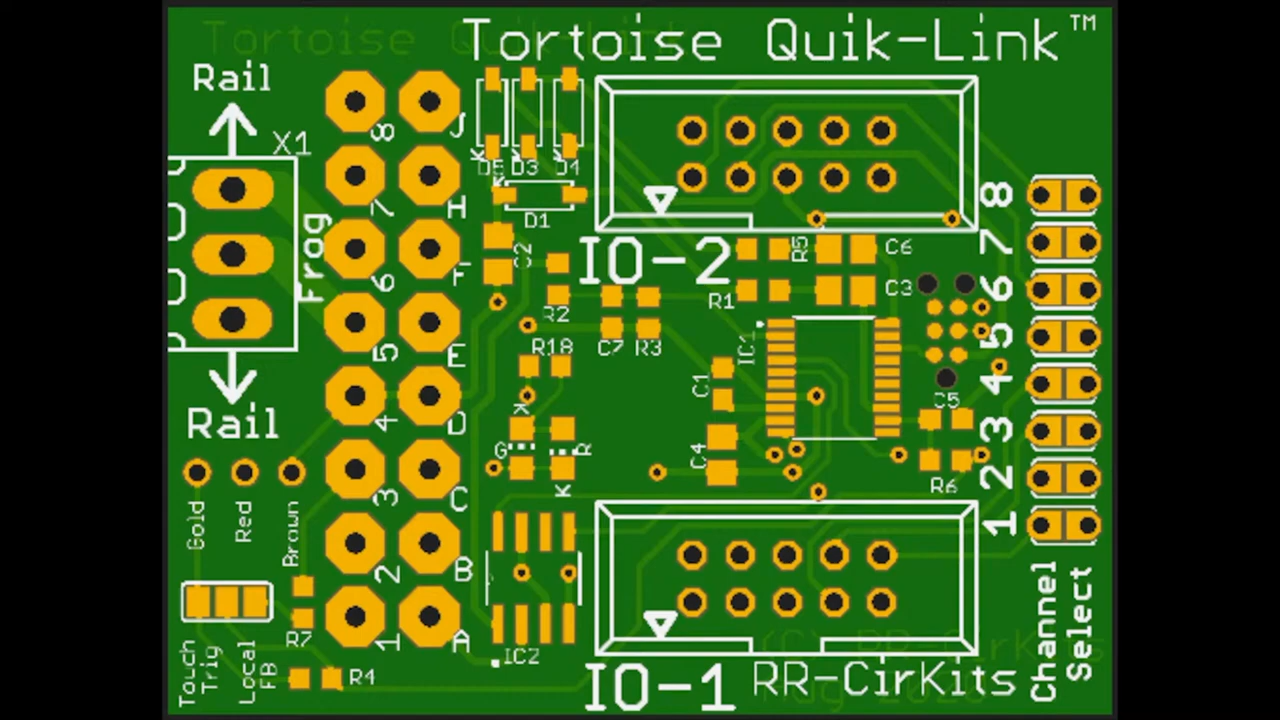 Tortoise Quik-Link™
Rail
X1
Frog
Rail
8 J
7 H
6 F
5 E
4 D
3 C
2 B
1 A
K K
D5 D3 D4
K
D1
C2
R2
R18
C7 R3
IO-2
R5
C6
R1
C3
IC1
C1
C4
C5
R6
K
G
R
K
IC2
Gold
Red
Brown
R7
R4
Touch
Trig
Local
FB
8
7
6
5
4
3
2
1
Channel
Select
IO-1
RR-CirKits